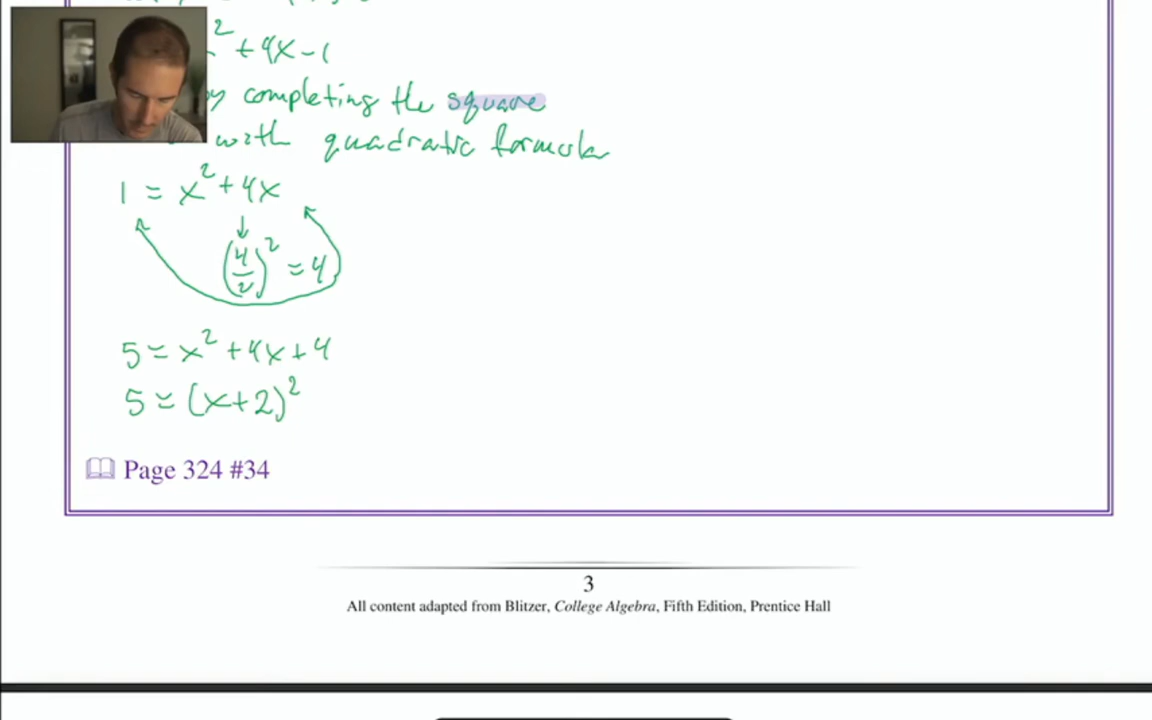 ² + 4x - 1
completing the square
with quadratic formula
1 = x² + 4x
(4/2)² = 4
5 = x² + 4x + 4
5 = (x+2)²
Page 324 #34
3
All content adapted from Blitzer, College Algebra, Fifth Edition, Prentice Hall